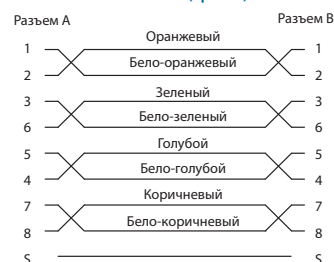 Разъем A
Разъем B
Оранжевый
1
1
Бело-оранжевый
2
2
Зеленый
3
3
Бело-зеленый
6
6
Голубой
5
5
Бело-голубой
4
4
Коричневый
7
7
Бело-коричневый
8
8
S
S